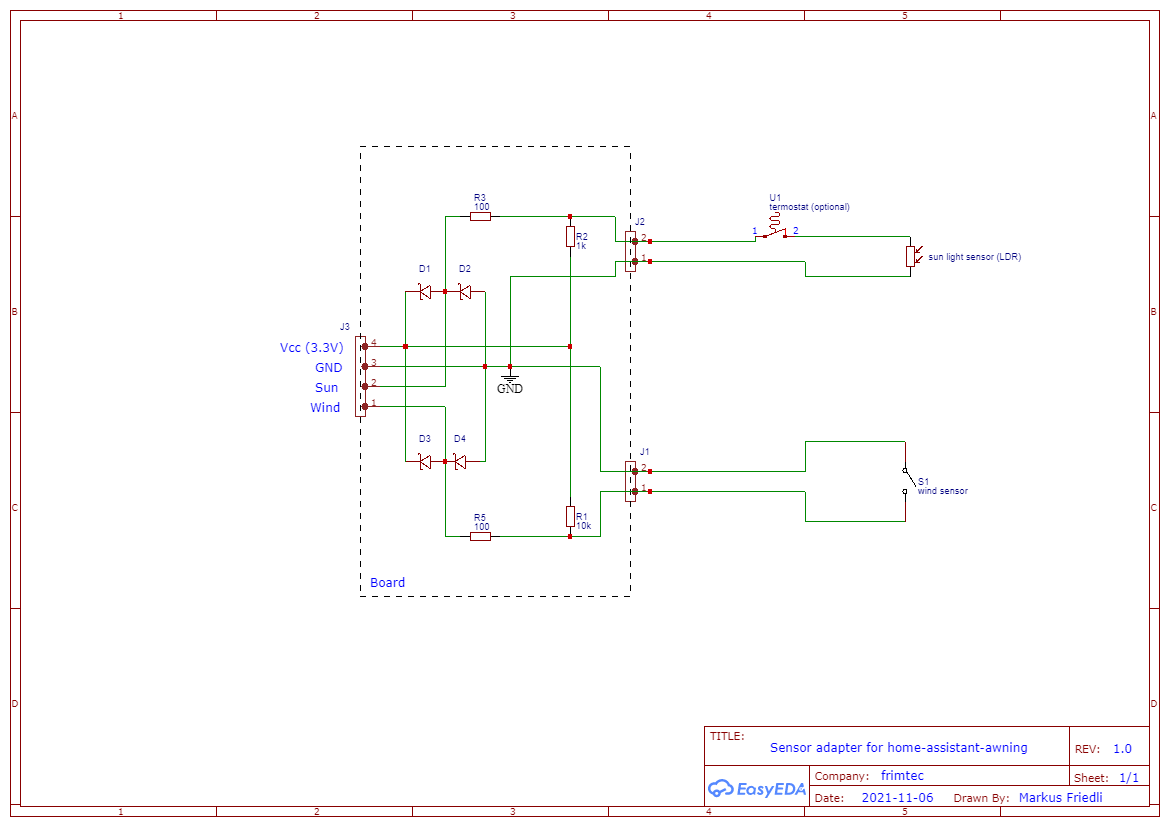 1 2 3 4 5
A A
R3
100
U1
termostat (optional)
J2
1 2
R2
1k
2
1
sun light sensor (LDR)
D1 D2
B B
J3
Vcc (3.3V) 4
GND 3
Sun 2
GND
Wind 1
D3 D4
J1
2
1
S1
wind sensor
C C
R5
100
R1
10k
Board
D D
TITLE:
Sensor adapter for home-assistant-awning
REV: 1.0
EasyEDA
Company: frimtec
Sheet: 1/1
Date: 2021-11-06 Drawn By: Markus Friedli
1 2 3 4 5